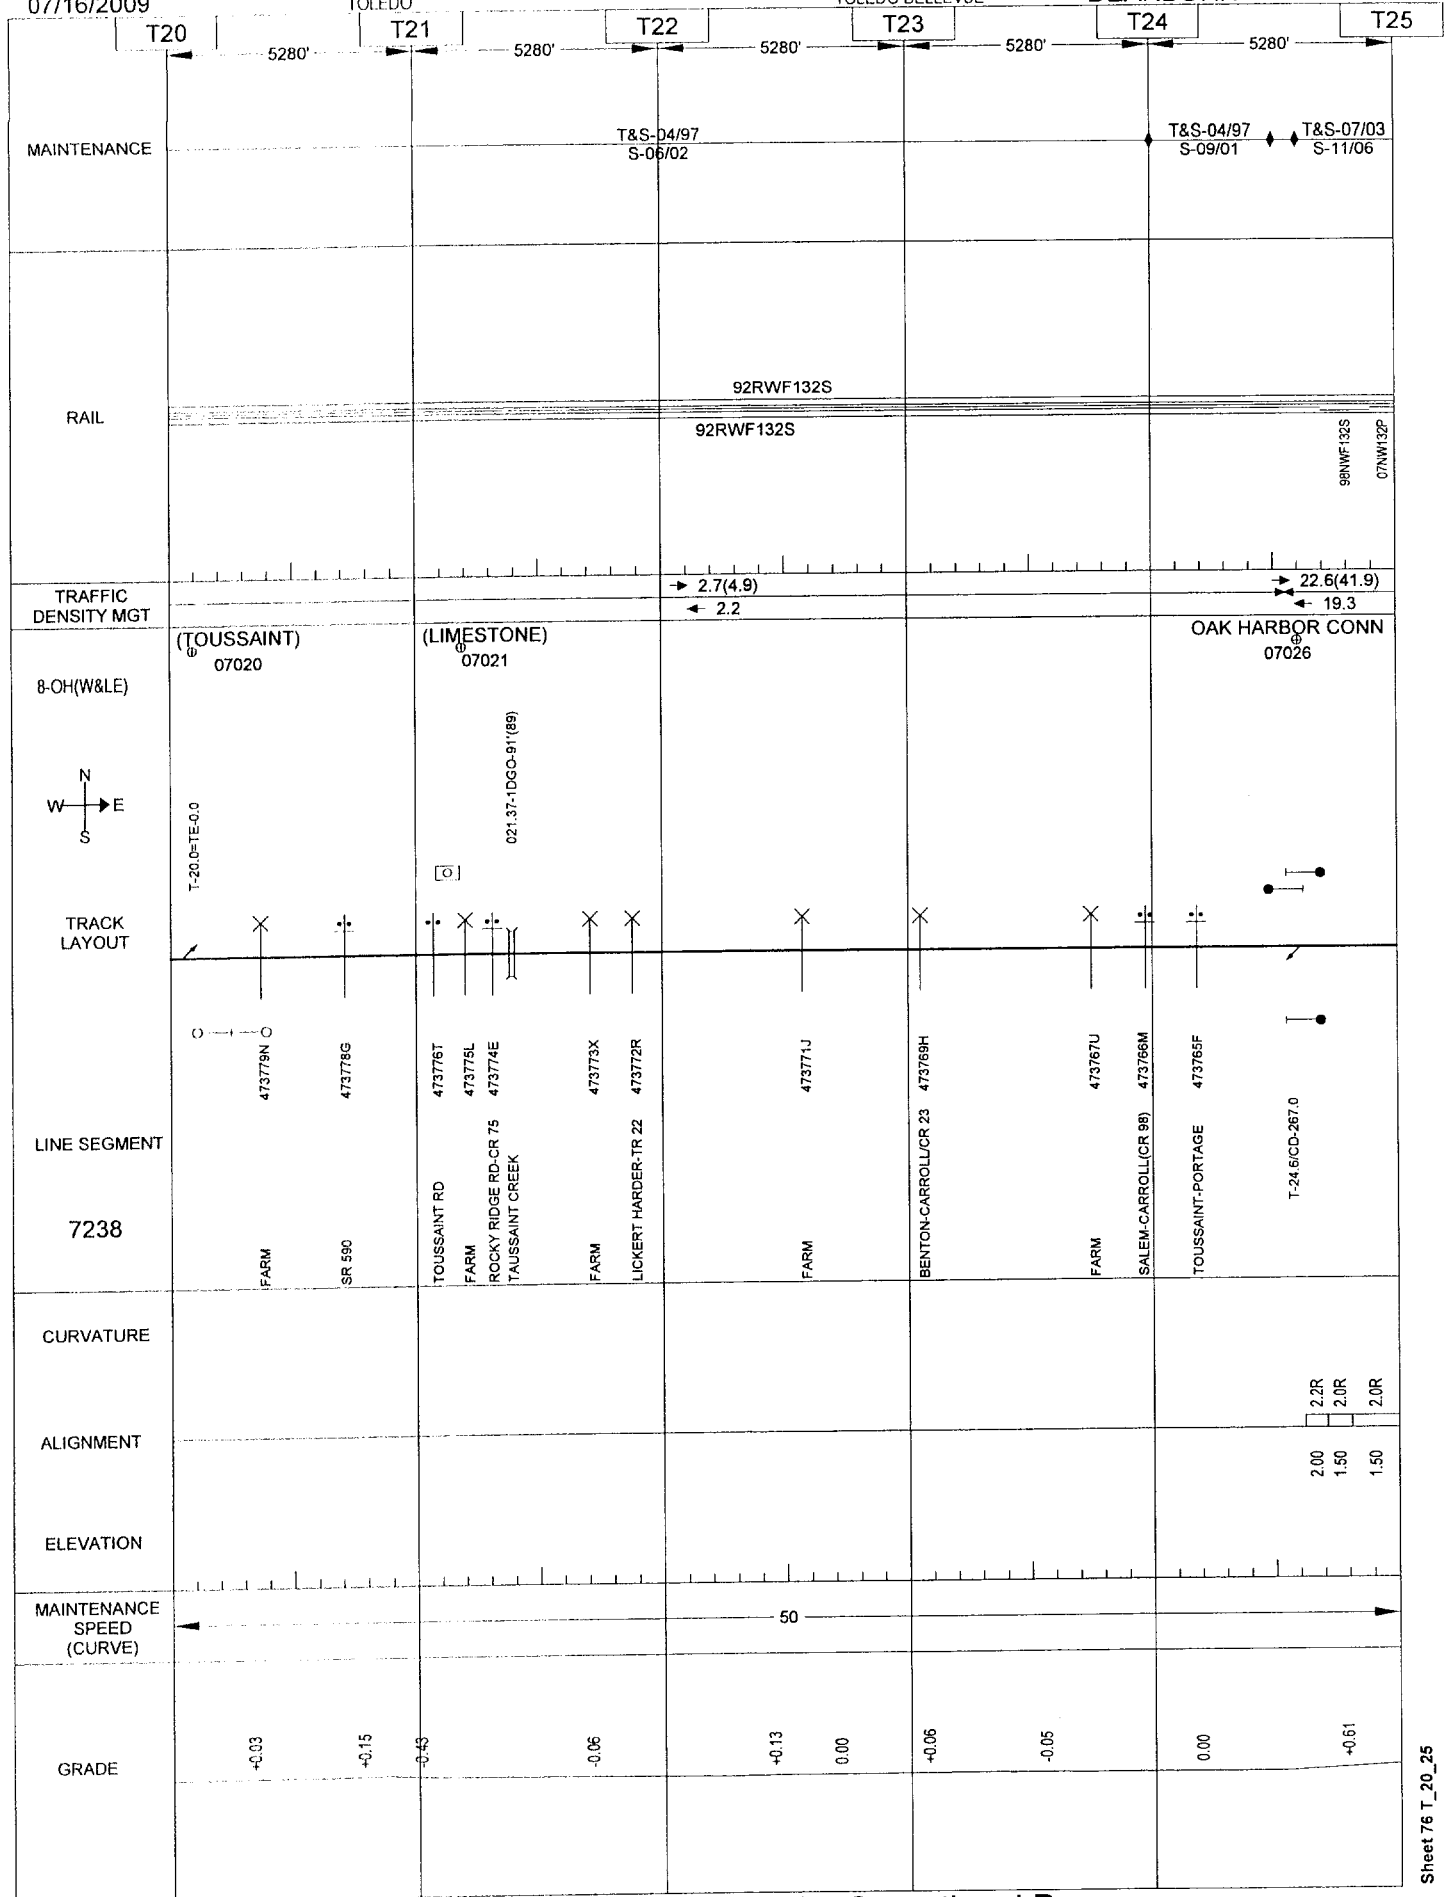 07/16/2009
TOLEDO
T20
T21
T22
T23
T24
T25
5280'
5280'
5280'
5280'
5280'
MAINTENANCE
T&S-04/97
S-06/02
T&S-04/97
S-09/01
T&S-07/03
S-11/06
RAIL
92RWF132S
92RWF132S
98NWF132S
07NW132P
TRAFFIC
DENSITY MGT
2.7(4.9)
2.2
22.6(41.9)
19.3
(TOUSSAINT)
07020
(LIMESTONE)
07021
OAK HARBOR CONN
07026
8-OH(W&LE)
N
W
E
S
T-20.0=TE-0.0
021.37-1DGO-91'(89)
TRACK
LAYOUT
473779N
473778G
473776T
473775L
473774E
473773X
473772R
473771J
473769H
473767U
473766M
473765F
T-24.6/CD-267.0
LINE SEGMENT
7238
FARM
SR 590
TOUSSAINT RD
FARM
ROCKY RIDGE RD-CR 75
TAUSSAINT CREEK
FARM
LICKERT HARDER-TR 22
FARM
BENTON-CARROLL/CR 23
FARM
SALEM-CARROLL(CR 98)
TOUSSAINT-PORTAGE
CURVATURE
2.2R
2.0R
2.0R
ALIGNMENT
2.00
1.50
1.50
ELEVATION
MAINTENANCE
SPEED
(CURVE)
50
GRADE
+0.03
+0.15
-0.43
-0.06
+0.13
0.00
+0.06
-0.05
0.00
+0.61
Sheet 76 T_20_25